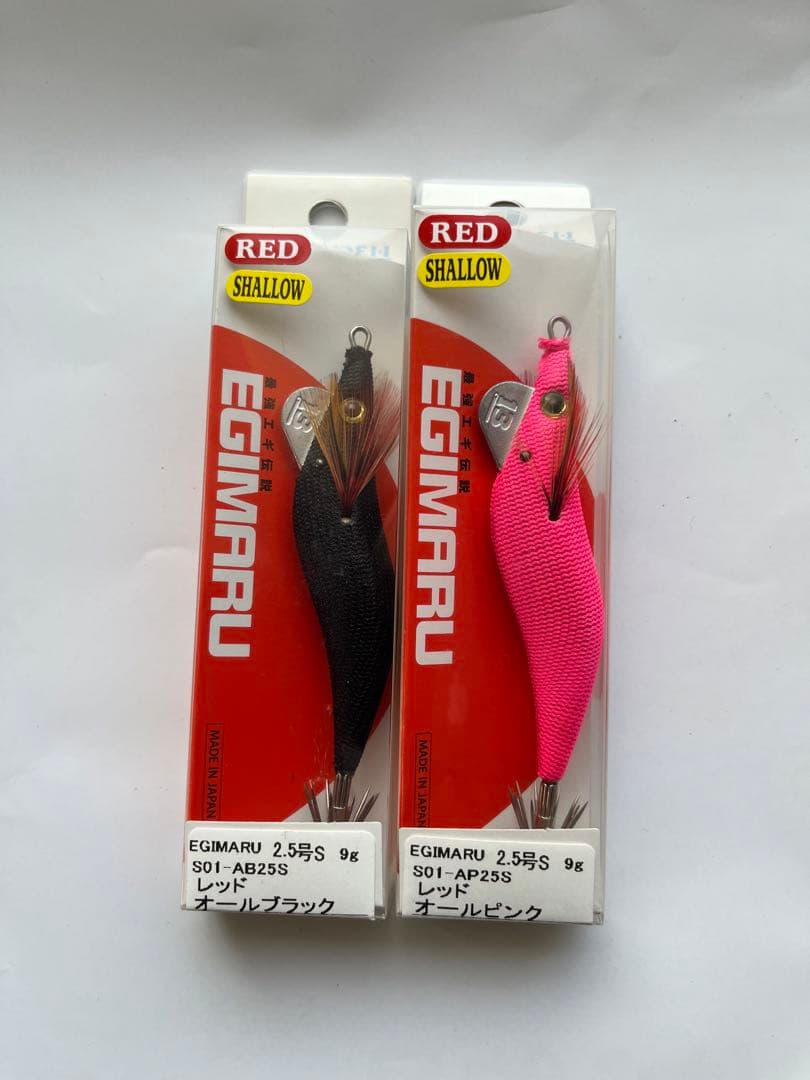 RED
SHALLOW
EGIMARU
最強エギ伝説
1S
MADE IN JAPAN
EGIMARU 2.5号S 9g
S01-AB25S
レッド
オールブラック
RED
SHALLOW
EGIMARU
最強エギ伝説
1S
MADE IN JAPAN
EGIMARU 2.5号S 9g
S01-AP25S
レッド
オールピンク